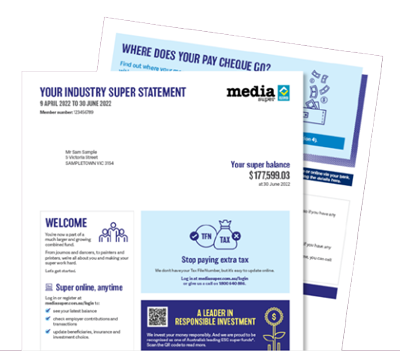 WHERE DOES YOUR PAY CHEQUE GO?
Find out where your
YOUR INDUSTRY SUPER STATEMENT
9 APRIL 2022 TO 30 JUNE 2022
Member number: 123456789
media
super
Mr Sam Sample
5 Victoria Street
SAMPLETOWN VIC 3154
Your super balance
$177,599.03
at 30 June 2022
WELCOME
You're now a part of a
much larger and growing
combined fund.
From journos and dancers, to painters and
printers, we're all about you and making your
super work hard.
Let's get started.
Super online, anytime
Log in or register at
mediasuper.com.au/login to:
see your latest balance
check employer contributions and
transactions
update beneficiaries, insurance and
investment choice.
TFN
TAX
Stop paying extra tax
We don't have your Tax File Number, but it's easy to update online.
Log in at mediasuper.com.au/login
or give us a call on 1800 640 886.
A LEADER IN
RESPONSIBLE INVESTMENT
We invest your money responsibly. And we are proud to be
recognised as one of Australia's leading ESG super funds.
Scan the QR code to read more.